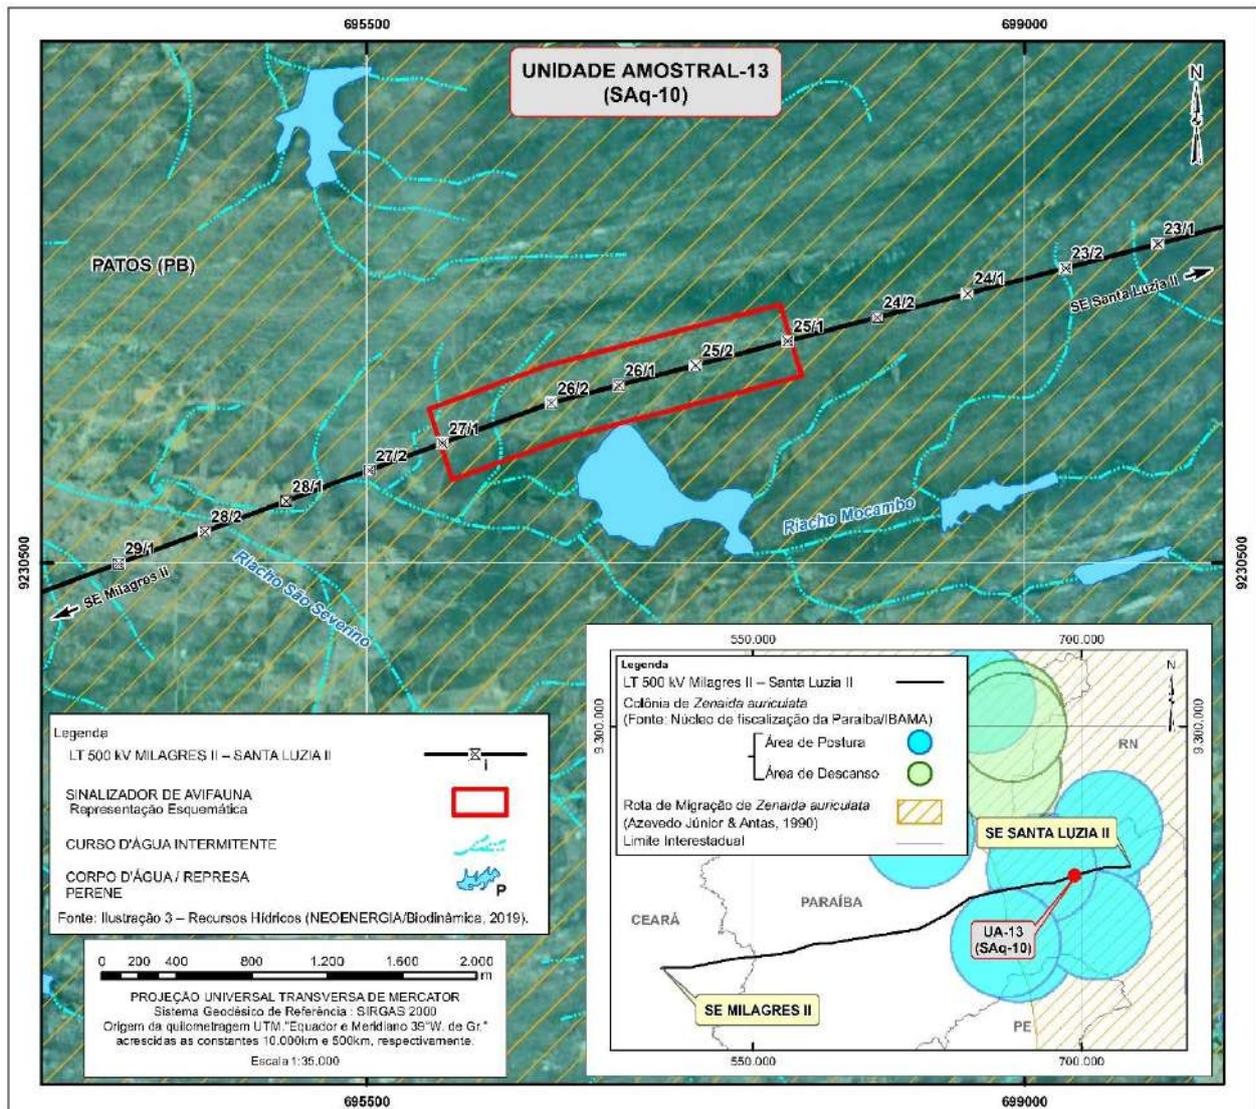 695500
699000
UNIDADE AMOSTRAL-13
(SAq-10)
N
PATOS (PB)
23/1
23/2
24/1
SE Santa Luzia II
24/2
25/1
25/2
26/1
26/2
27/1
27/2
28/1
28/2
29/1
SE Milagres Ii
Riacho Mocambo
Riacho São Severino
9230500
9230500
Legenda
LT 500 kV MILAGRES II – SANTA LUZIA II
i
SINALIZADOR DE AVIFAUNA
Representação Esquemática
CURSO D'ÁGUA INTERMITENTE
CORPO D'ÁGUA / REPRESA
PERENE
P
Fonte: Ilustração 3 – Recursos Hídricos (NEOENERGIA/Biodinâmica, 2019).
0 200 400 800 1.200 1.600 2.000
m
PROJEÇÃO UNIVERSAL TRANSVERSA DE MERCATOR
Sistema Geodésico de Referência : SIRGAS 2000
Origem da quilometragem UTM."Equador e Meridiano 39°W. de Gr."
acrescidas as constantes 10.000km e 500km, respectivamente.
Escala 1:35.000
550.000
700.000
Legenda
LT 500 kV Milagres II – Santa Luzia II
Colônia de Zenaida auriculata
(Fonte: Núcleo de fiscalização da Paraíba/IBAMA)
Área de Postura
Área de Descanso
Rota de Migração de Zenaida auriculata
(Azevedo Júnior & Antas, 1990)
Limite Interestadual
N
9.300.000
9.300.000
RN
SE SANTA LUZIA II
PARAÍBA
CEARÁ
UA-13
(SAq-10)
SE MILAGRES II
PE
550.000
700.000
695500
699000